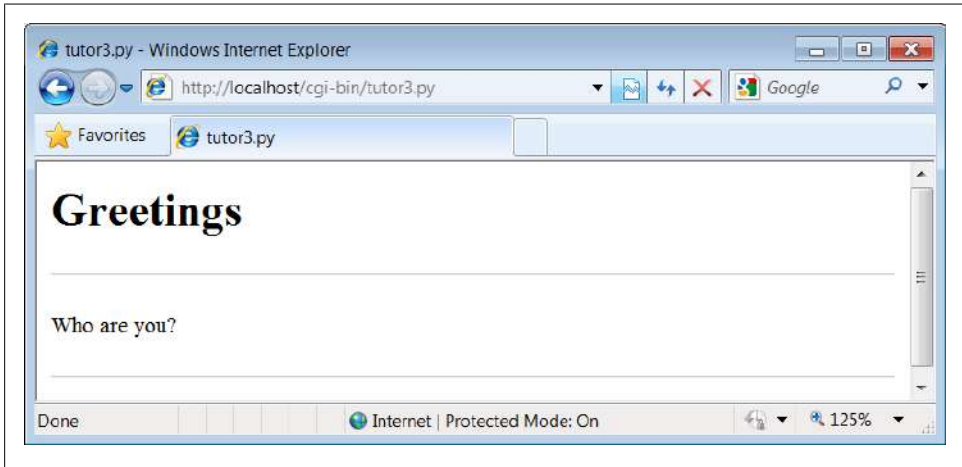 tutor3.py - Windows Internet Explorer
http://localhost/cgi-bin/tutor3.py
Google
Favorites
tutor3.py
Greetings
Who are you?
Done
Internet | Protected Mode: On
125%